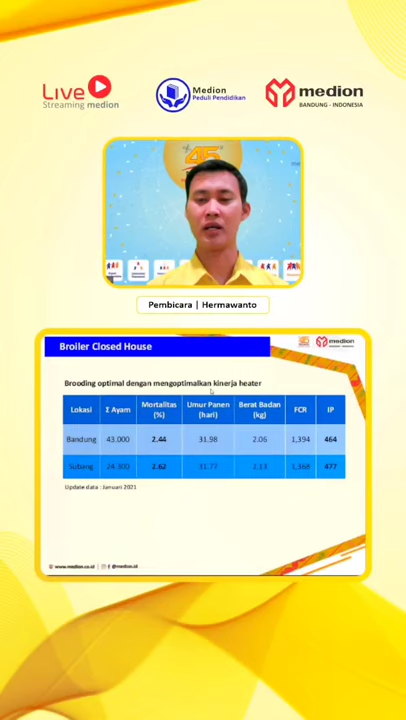 Live
Streaming medion
Medion
Peduli Pendidikan
medion
BANDUNG - INDONESIA
45
Pembicara | Hermawanto
Broiler Closed House
medion
Brooding optimal dengan mengoptimalkan kinerja heater
Lokasi Σ Ayam Mortalitas (%) Umur Panen (hari) Berat Badan (kg) FCR IP
Bandung 43.000 2.44 31.98 2.06 1,394 464
Subang 24.300 2.62 31.77 2.13 1,368 477
Update data : Januari 2021
www.medion.co.id | @medion.id